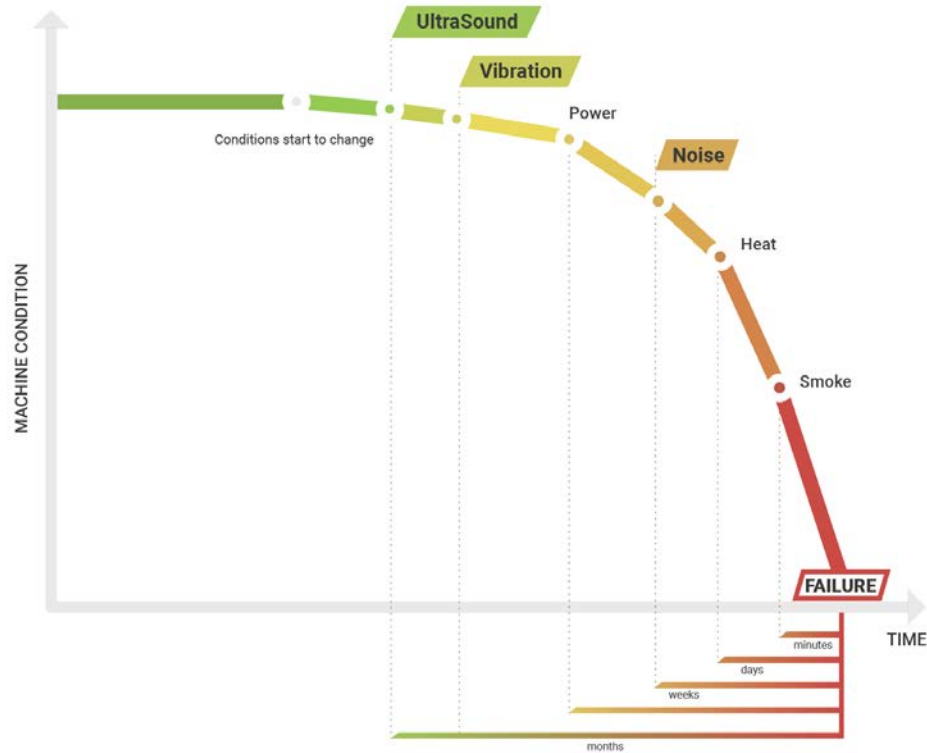 UltraSound
Vibration
Power
Conditions start to change
Noise
Heat
MACHINE CONDITION
Smoke
FAILURE
TIME
minutes
days
weeks
months